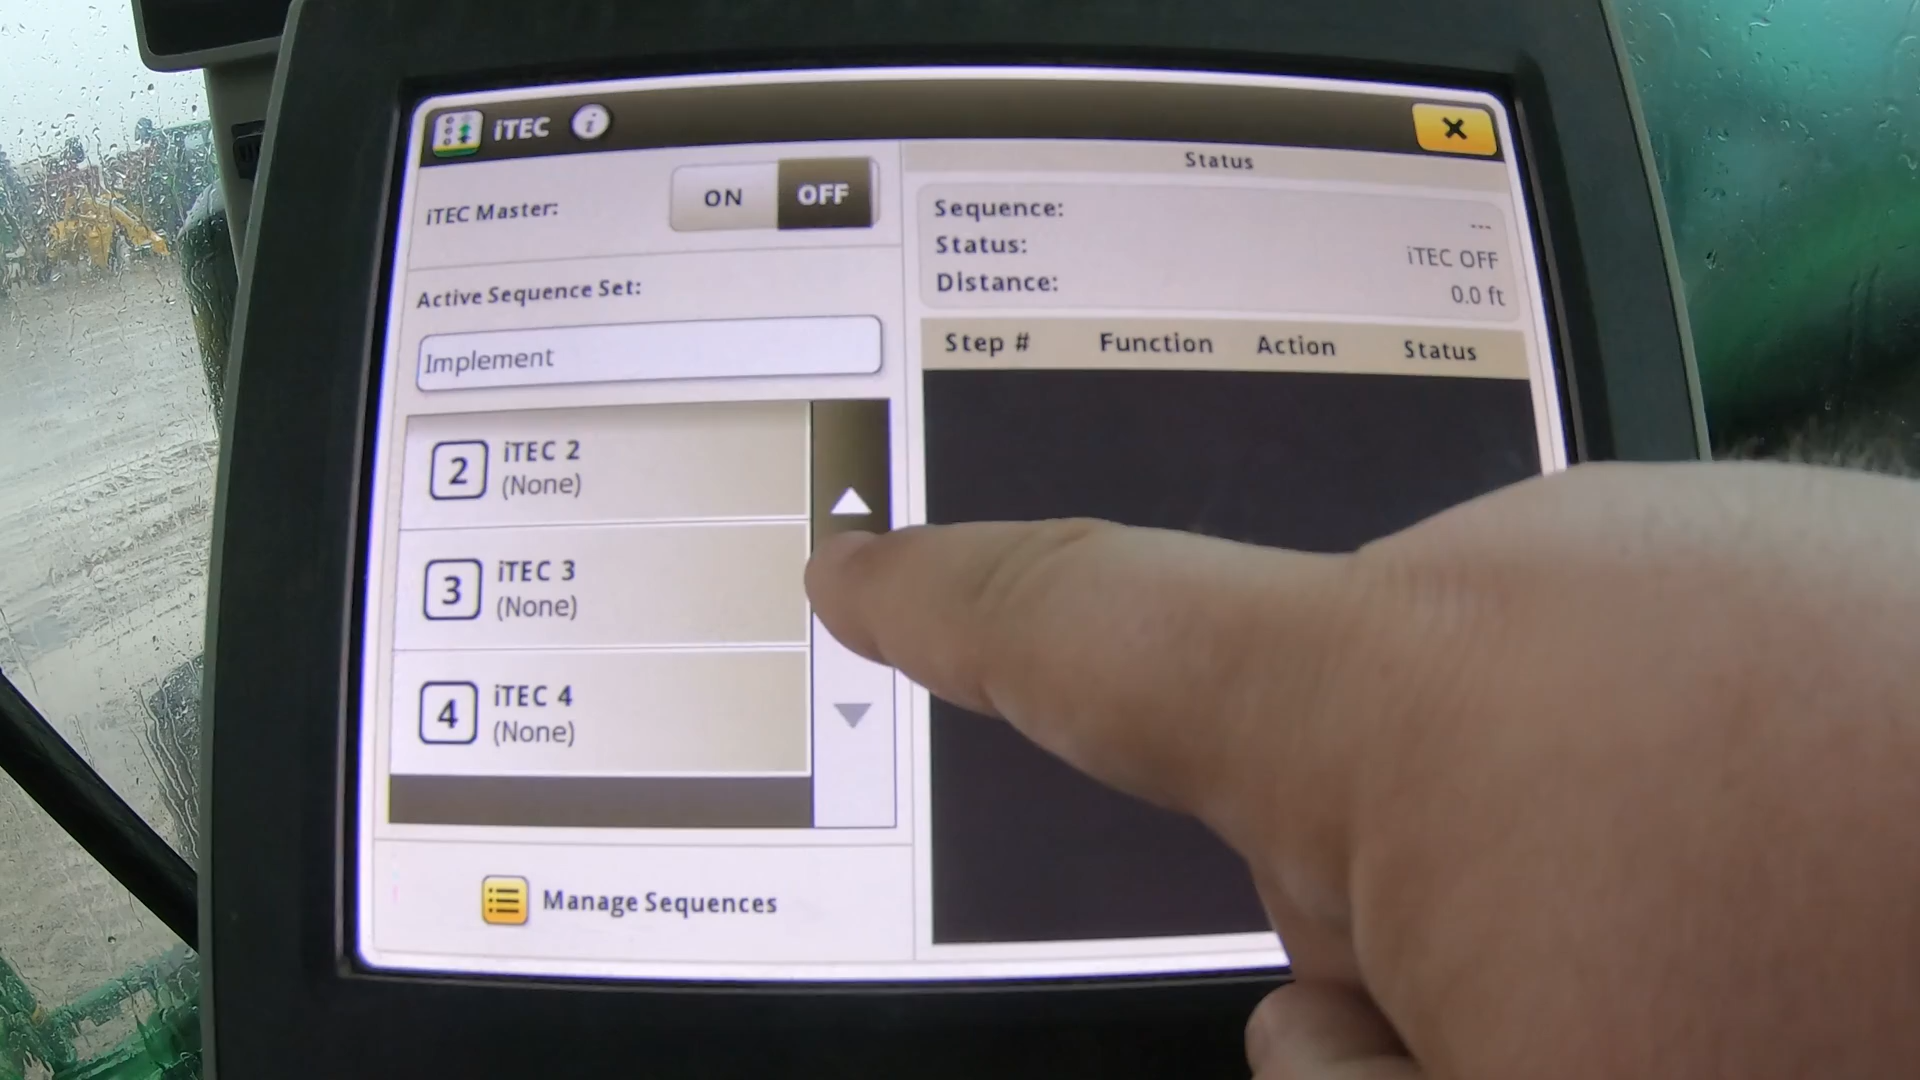 iTEC i
X
iTEC Master: ON OFF
Active Sequence Set:
Implement
2 iTEC 2
(None)
3 iTEC 3
(None)
4 iTEC 4
(None)
Manage Sequences
Status
Sequence: ---
Status: iTEC OFF
Distance: 0.0 ft
Step # Function Action Status